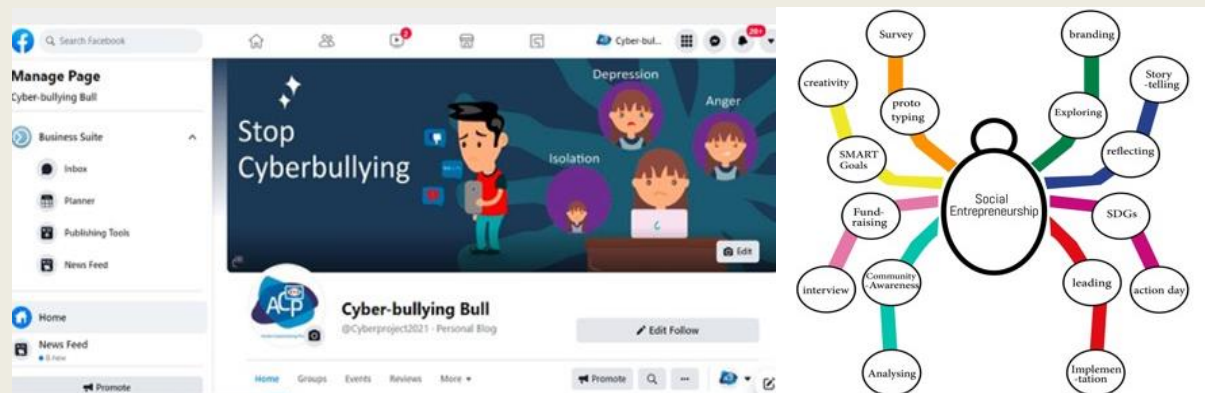 Search Facebook
2
Cyber-bul...
20+
Manage Page
Cyber-bullying Bull
Business Suite
Inbox
Planner
Publishing Tools
News Feed
Home
News Feed
Promote
Stop
Cyberbullying
Depression
Anger
Isolation
Edit
ACP
Cyber-bullying Bull
@Cyberproject2021 · Personal Blog
Edit Follow
Home Groups Events Reviews More
Promote
Survey
branding
creativity
Story
-telling
proto
typing
Exploring
SMART
Goals
reflecting
Social
Entrepreneurship
Fund-
raising
SDGs
interview
Community
-Awareness
leading
action day
Analysing
Implemen
-tation